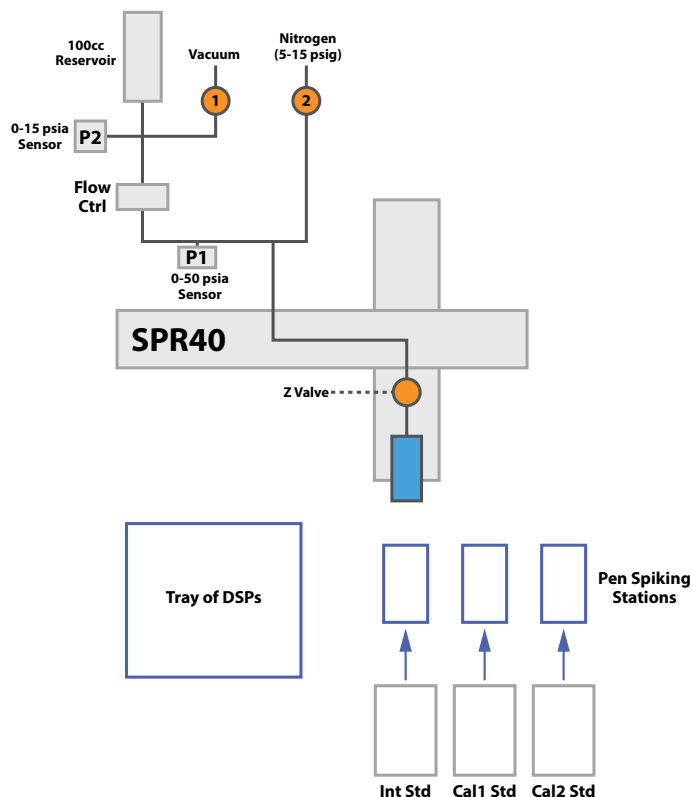 100cc
Reservoir
Vacuum
Nitrogen
(5-15 psig)
1
2
0-15 psia
Sensor
P2
Flow
Ctrl
P1
0-50 psia
Sensor
SPR40
Z Valve
Tray of DSPs
Pen Spiking
Stations
Int Std
Cal1 Std
Cal2 Std